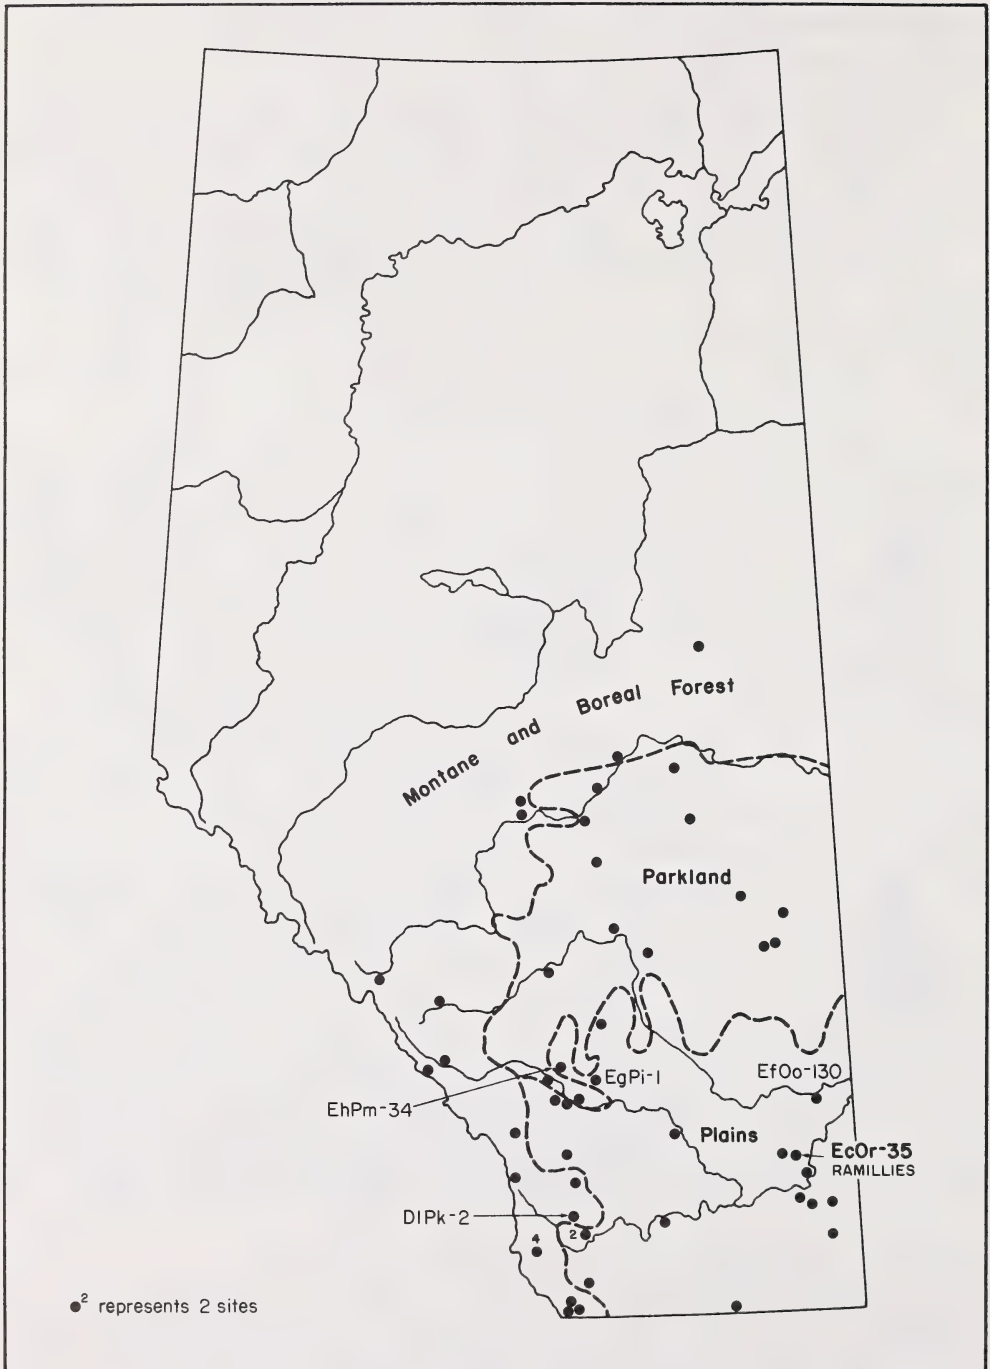 Montane and Boreal Forest
Parkland
EfOo-130
EgPi-1
EhPm-34
Plains
EcOr-35
RAMILLIES
DlPk-2
2
4
●² represents 2 sites